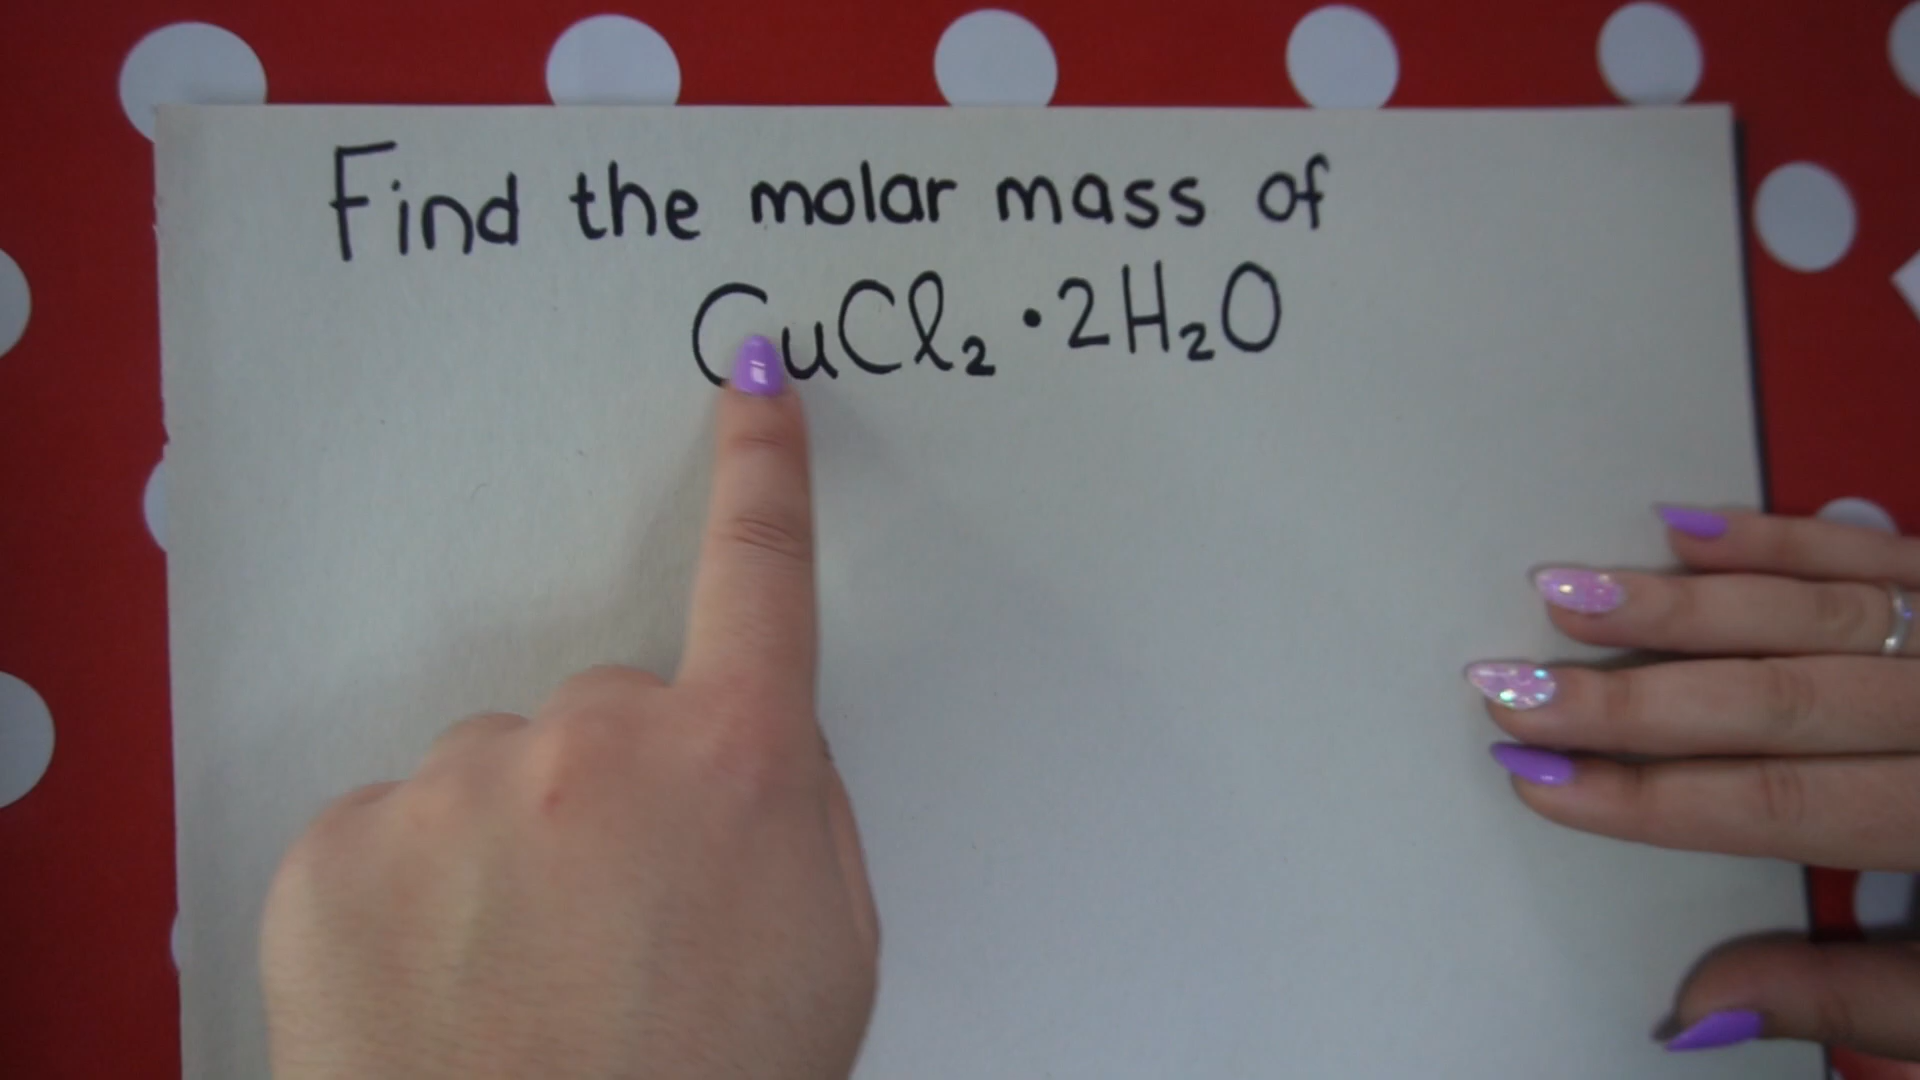 Find the molar mass of
CuCl₂ · 2H₂O